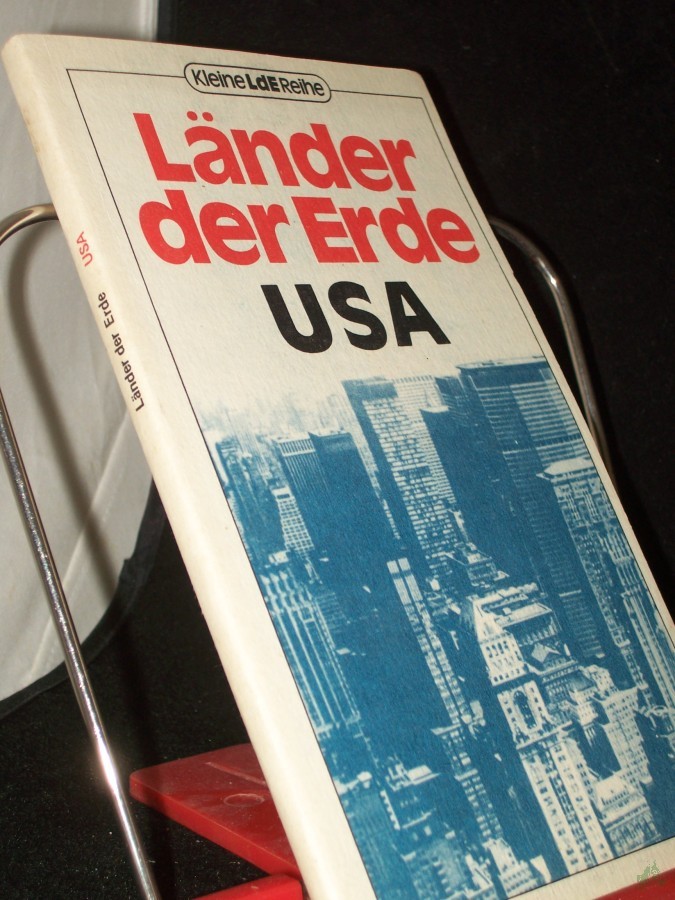 Kleine LdE Reihe
Länder
der Erde
USA
Länder der Erde USA